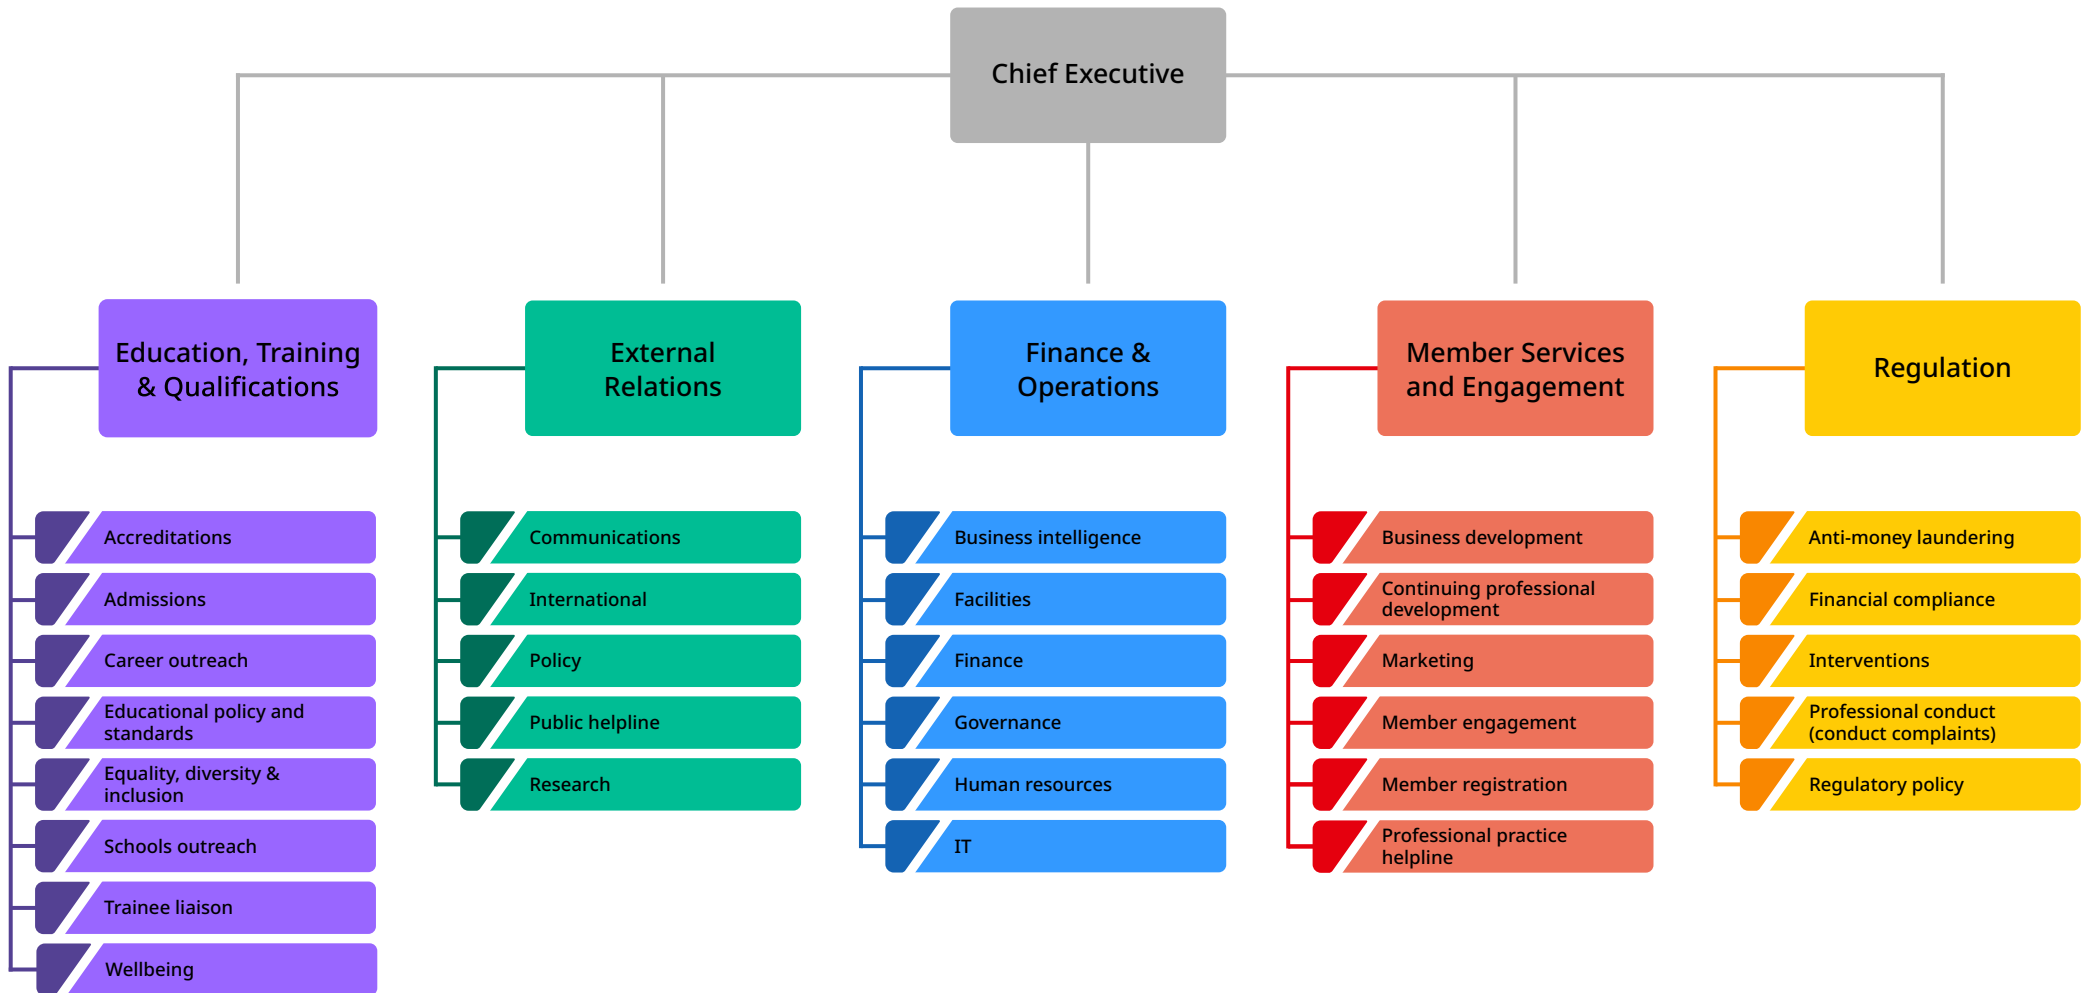 Chief Executive
Education, Training
& Qualifications
Accreditations
Admissions
Career outreach
Educational policy and
standards
Equality, diversity &
inclusion
Schools outreach
Trainee liaison
Wellbeing
External
Relations
Communications
International
Policy
Public helpline
Research
Finance &
Operations
Business intelligence
Facilities
Finance
Governance
Human resources
IT
Member Services
and Engagement
Business development
Continuing professional
development
Marketing
Member engagement
Member registration
Professional practice
helpline
Regulation
Anti-money laundering
Financial compliance
Interventions
Professional conduct
(conduct complaints)
Regulatory policy